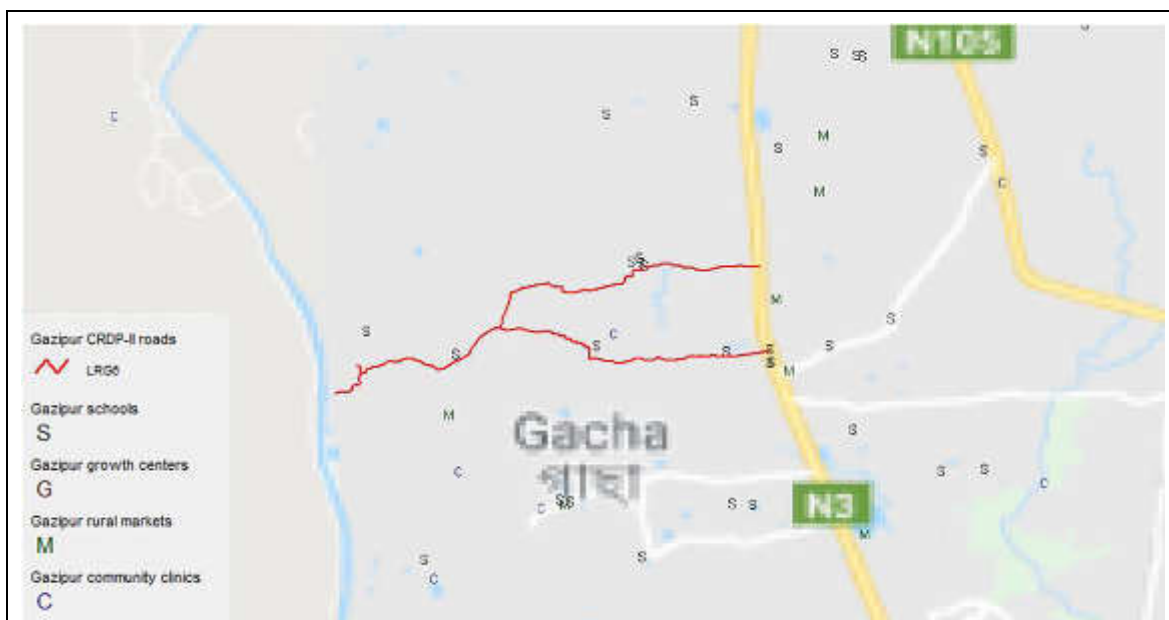 N105
S S S
S
C S
M
S S
C
M
S S S
M
S
Gazipur CRDP-II roads
S C
LRG6
S S S S
S S
M
Gazipur schools
S
M
Gacha
S
গাছা
Gazipur growth centers
G
C S S
C
N3
S S M S S
C
Gazipur rural markets
M
M
S S
Gazipur community clinics
C
C